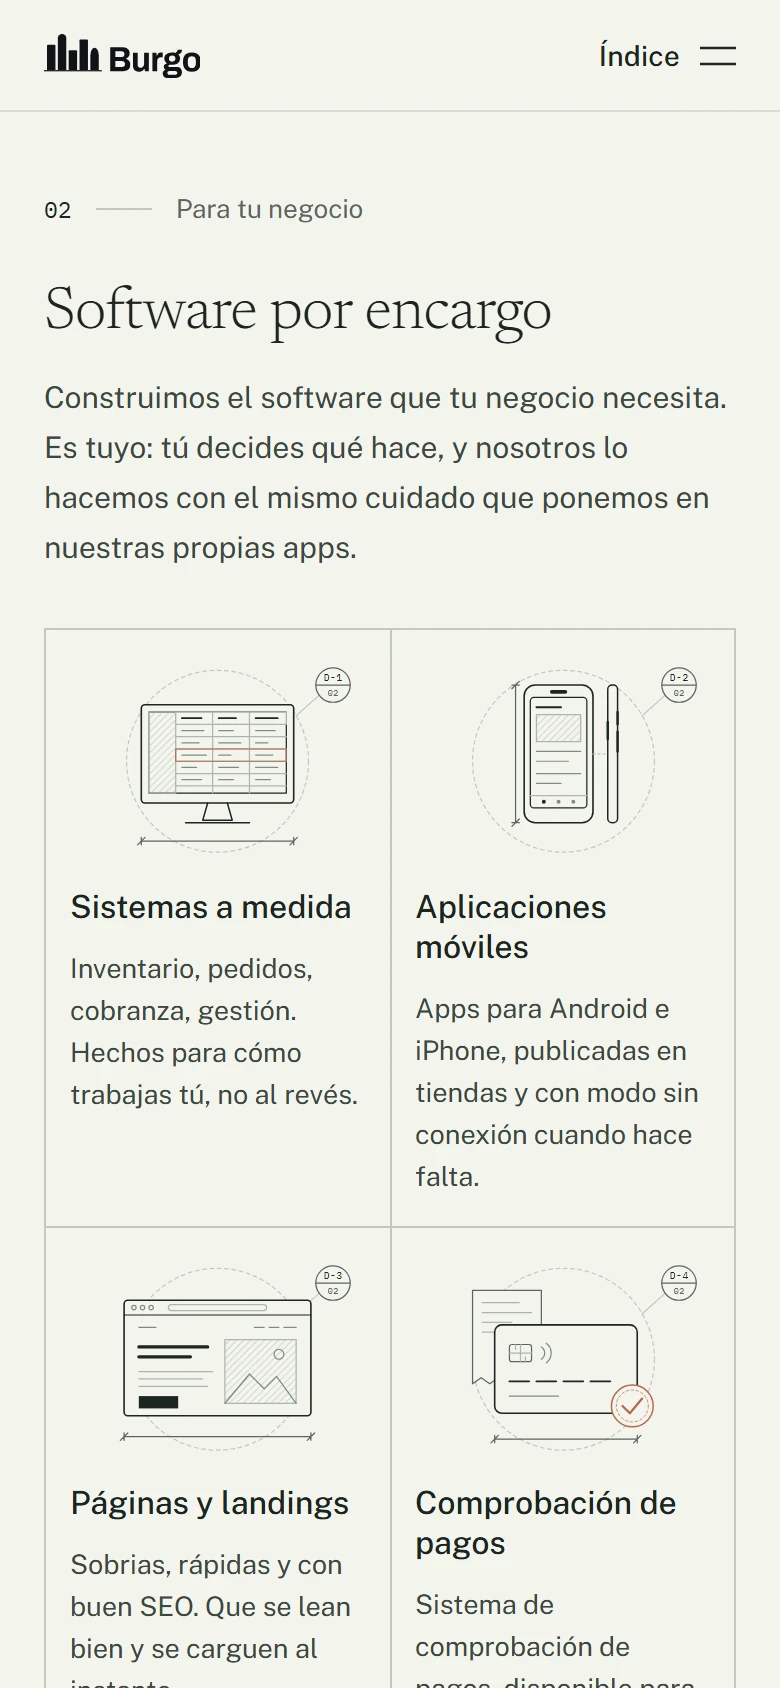 Burgo
Índice
02
Para tu negocio
Software por encargo
Construimos el software que tu negocio necesita.
Es tuyo: tú decides qué hace, y nosotros lo
hacemos con el mismo cuidado que ponemos en
nuestras propias apps.
D-1
02
Sistemas a medida
Inventario, pedidos,
cobranza, gestión.
Hechos para cómo
trabajas tú, no al revés.
D-2
02
Aplicaciones
móviles
Apps para Android e
iPhone, publicadas en
tiendas y con modo sin
conexión cuando hace
falta.
D-3
02
Páginas y landings
Sobrias, rápidas y con
buen SEO. Que se lean
bien y se carguen al
D-4
02
Comprobación de
pagos
Sistema de
comprobación de
pagos, disponible para